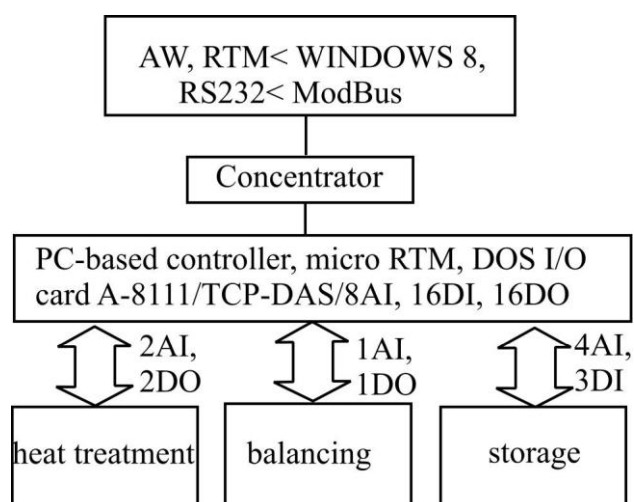 AW, RTM< WINDOWS 8,
RS232< ModBus
Concentrator
PC-based controller, micro RTM, DOS I/O
card A-8111/TCP-DAS/8AI, 16DI, 16DO
2AI,
2DO
1AI,
1DO
4AI,
3DI
heat treatment
balancing
storage